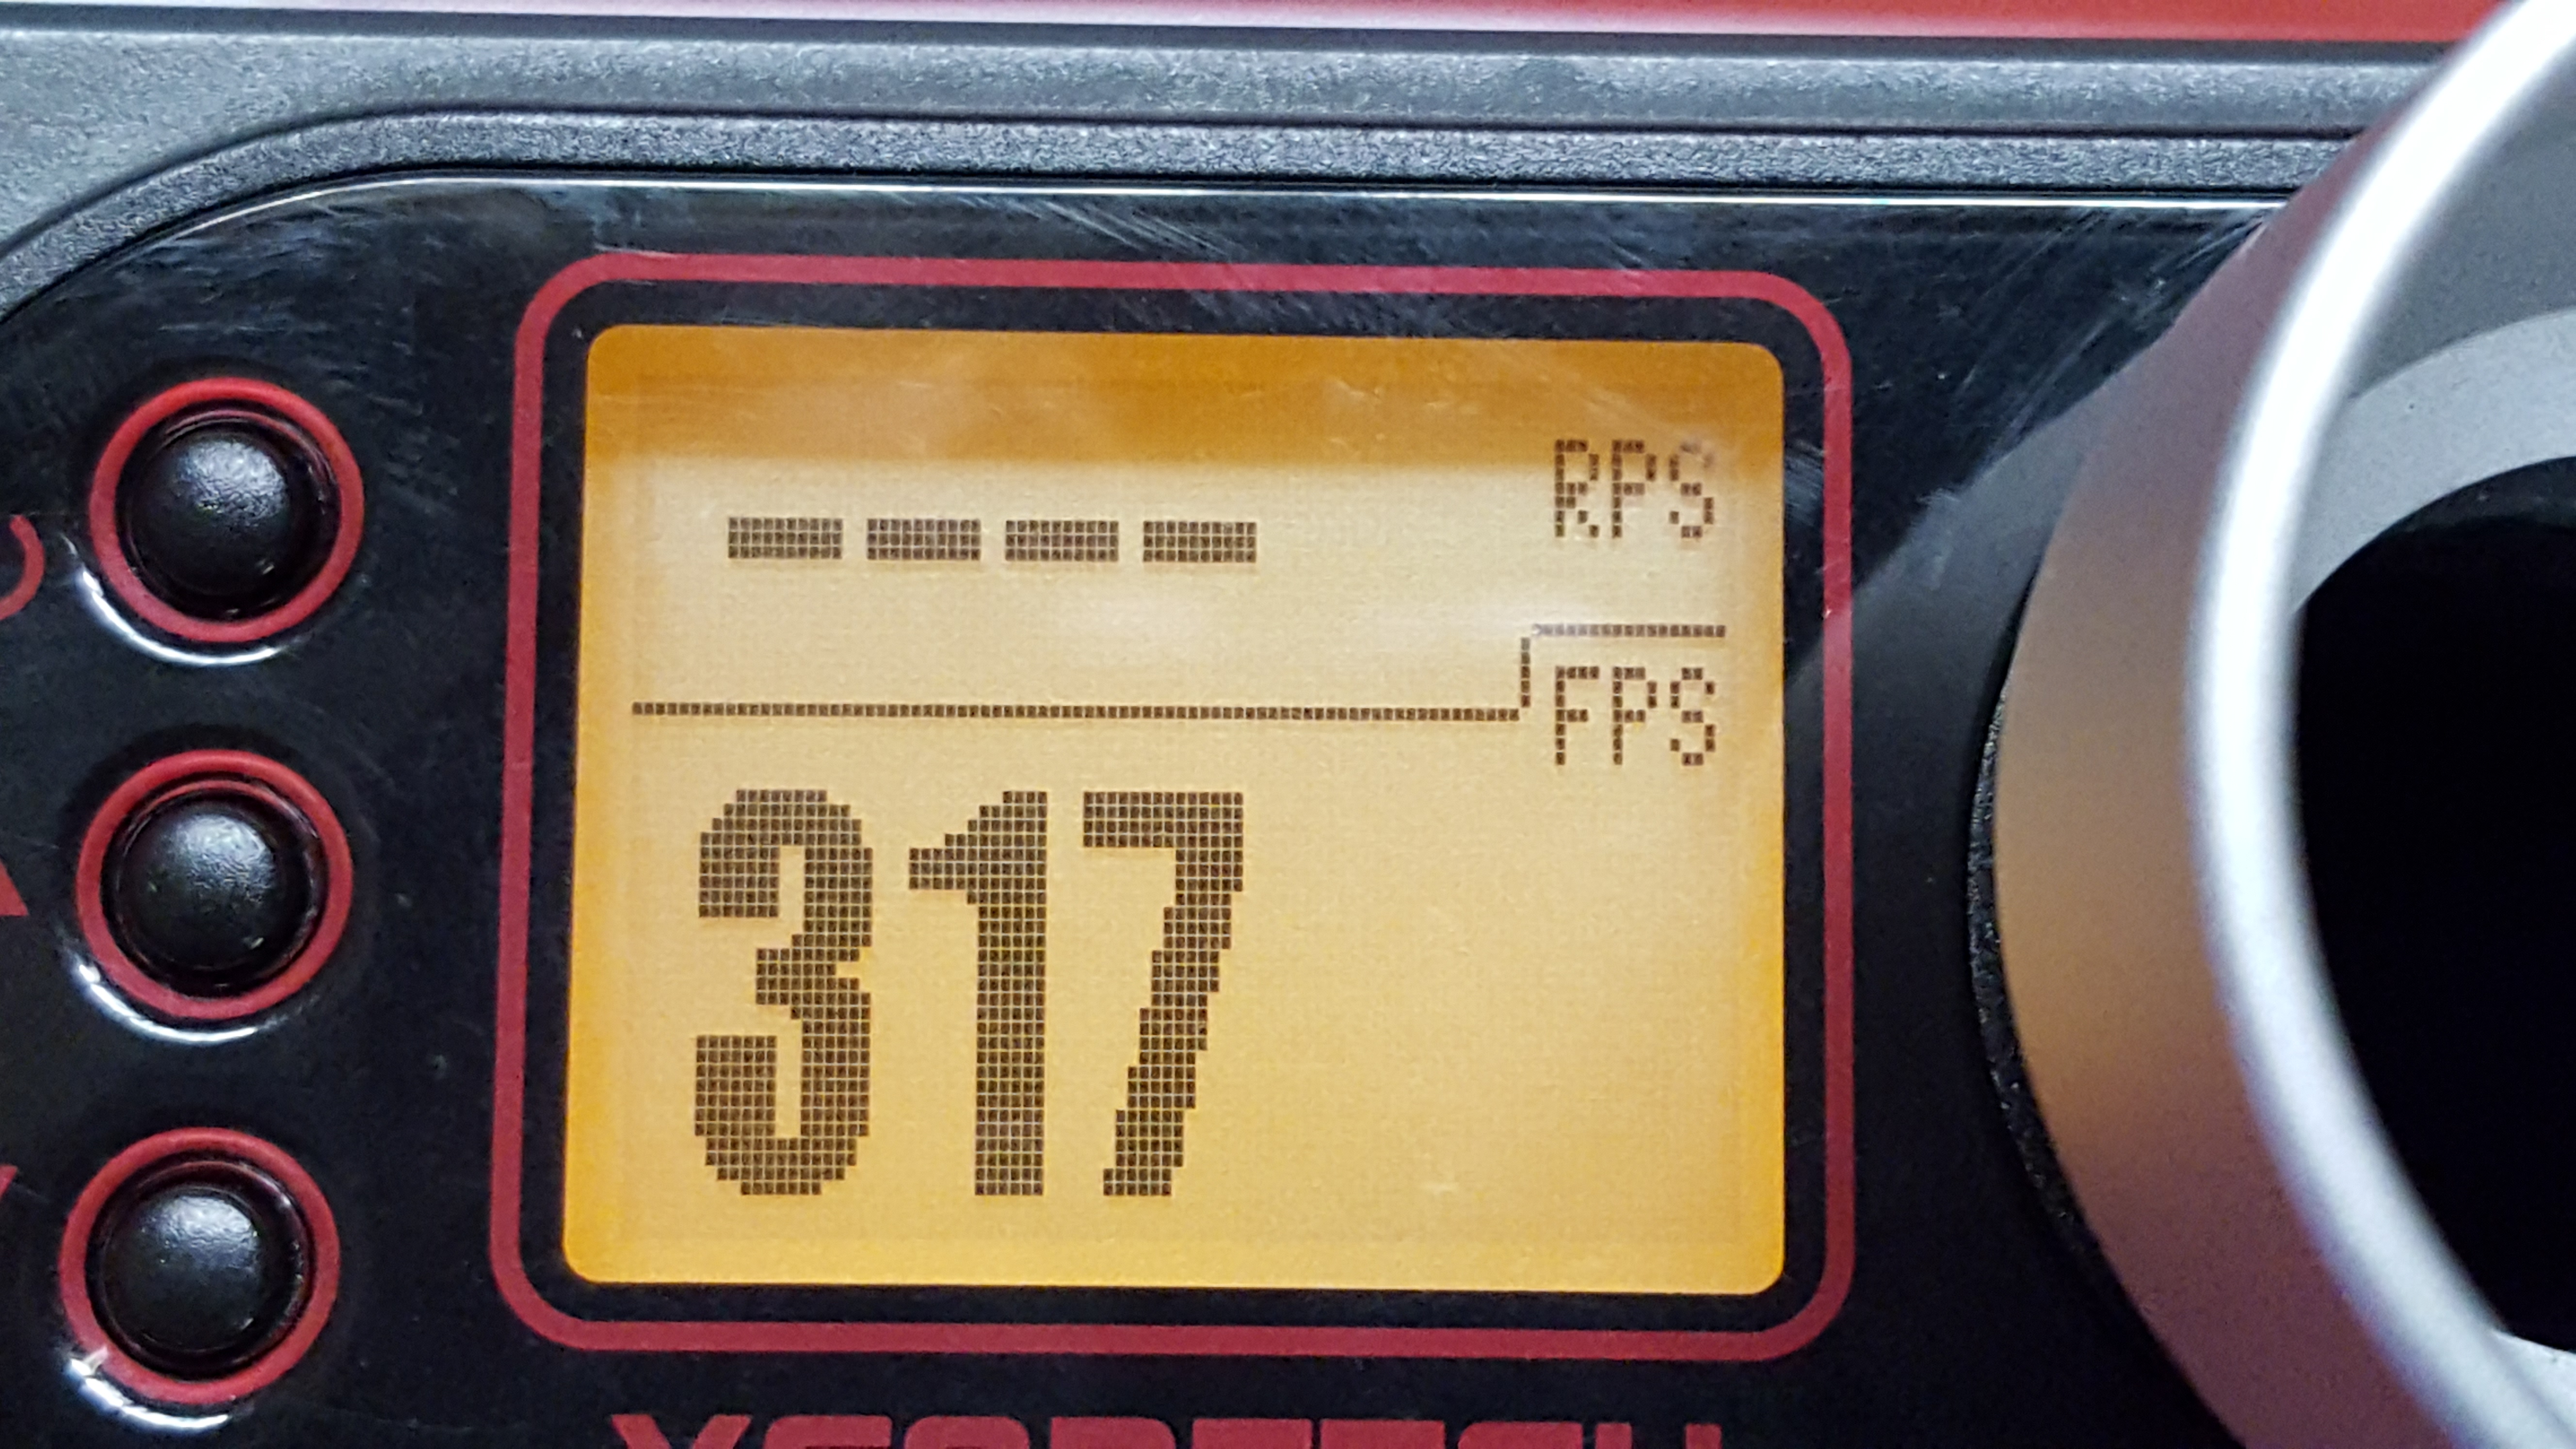 ---- RPS
FPS
317